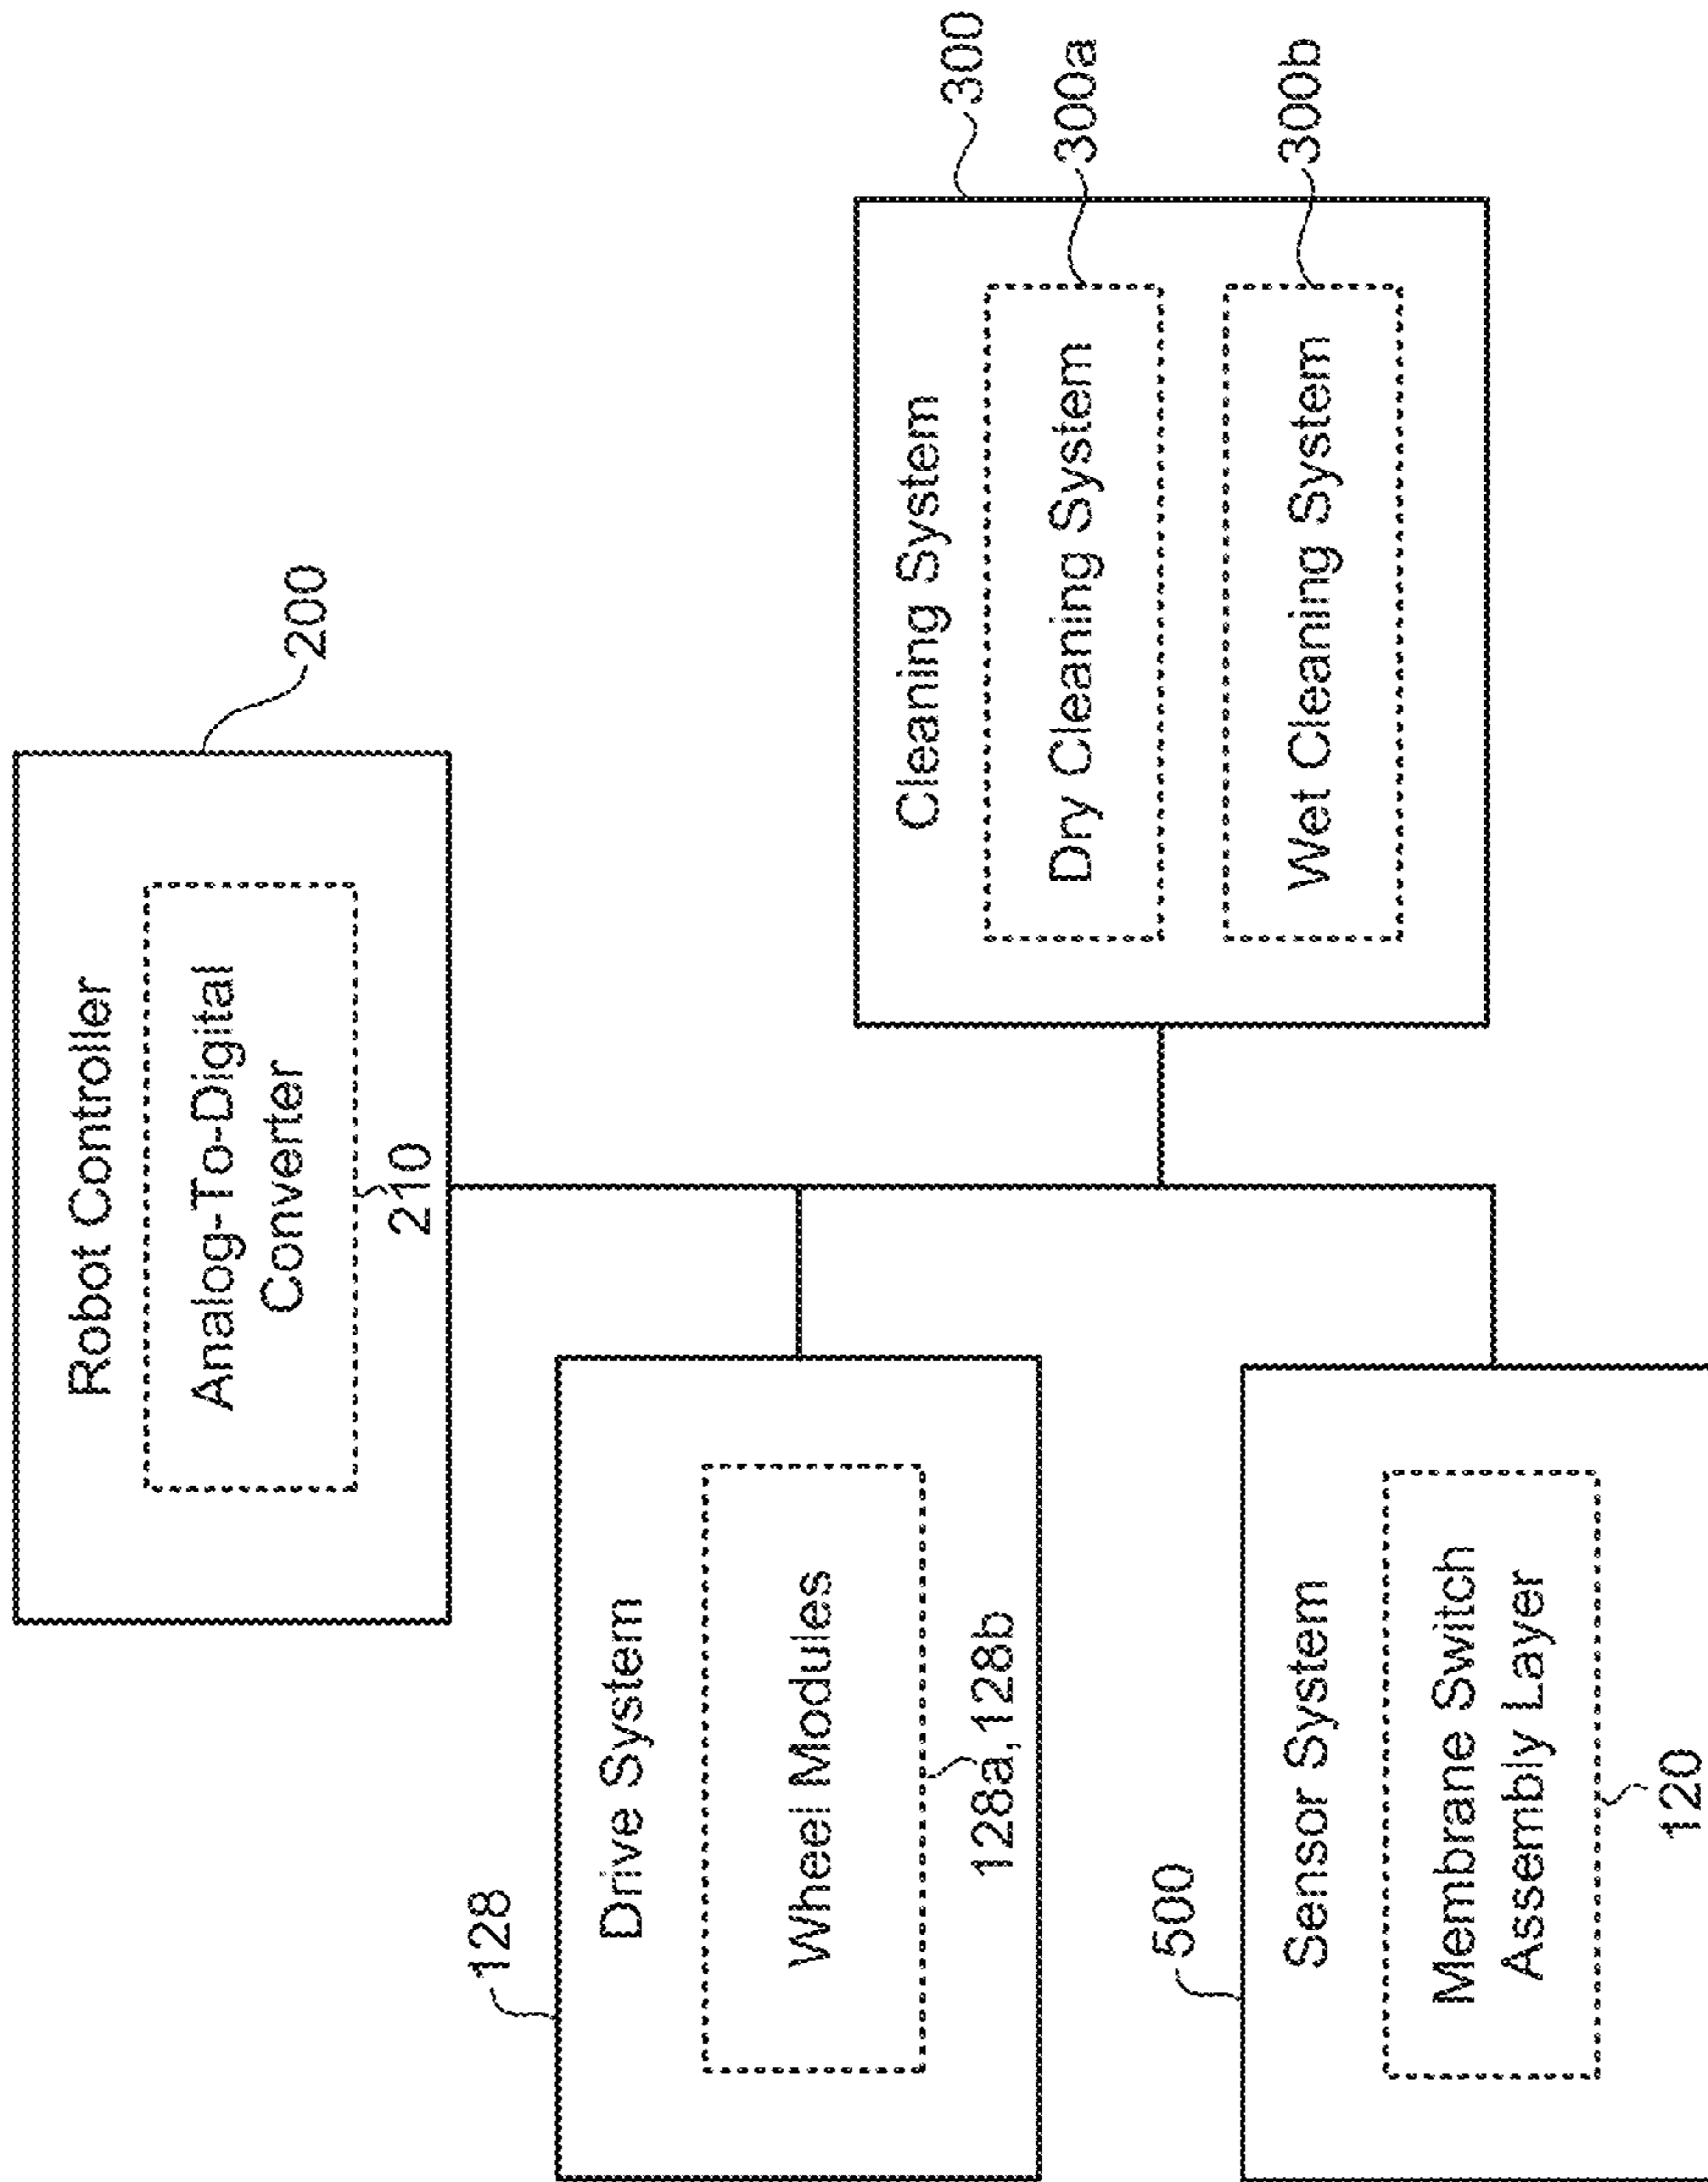 200
Robot Controller
Analog-To-Digital
Converter
210
128
Drive System
Wheel Modules
128a, 128b
300
Cleaning System
300a
Dry Cleaning System
300b
Wet Cleaning System
500
Sensor System
Membrane Switch
Assembly Layer
120